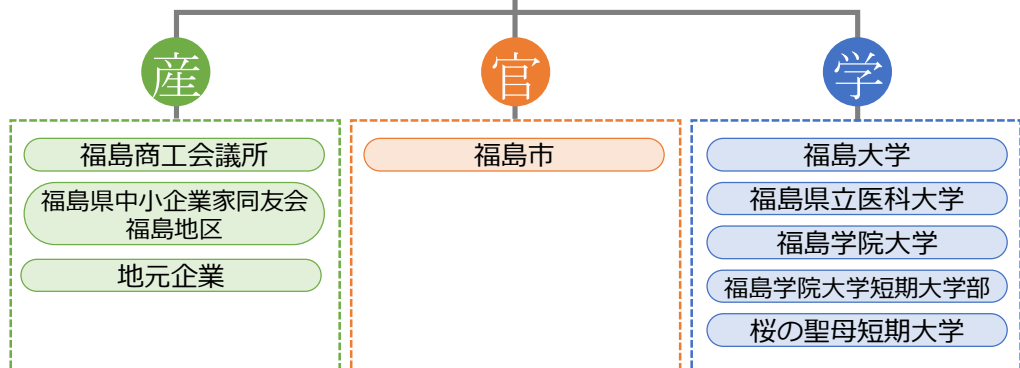 産
官
学
福島商工会議所
福島県中小企業家同友会
福島地区
地元企業
福島市
福島大学
福島県立医科大学
福島学院大学
福島学院大学短期大学部
桜の聖母短期大学